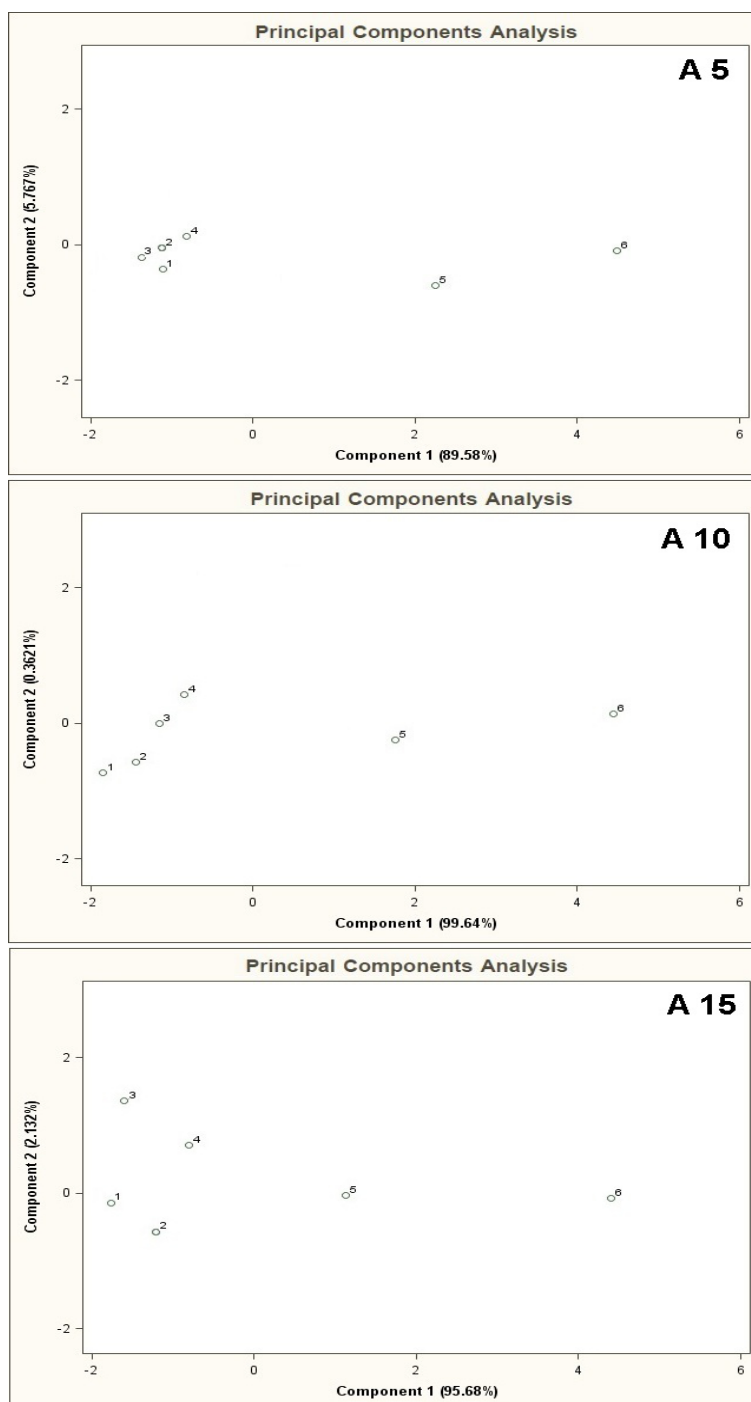 Principal Components Analysis
A 5
Component 2 (5.767%)
2
0
-2
4
2
3
1
5
6
-2 0 2 4 6
Component 1 (89.58%)
Principal Components Analysis
A 10
Component 2 (0.3621%)
2
0
-2
4
3
2
1
5
6
-2 0 2 4 6
Component 1 (99.64%)
Principal Components Analysis
A 15
Component 2 (2.132%)
2
0
-2
3
4
1
2
5
6
-2 0 2 4 6
Component 1 (95.68%)